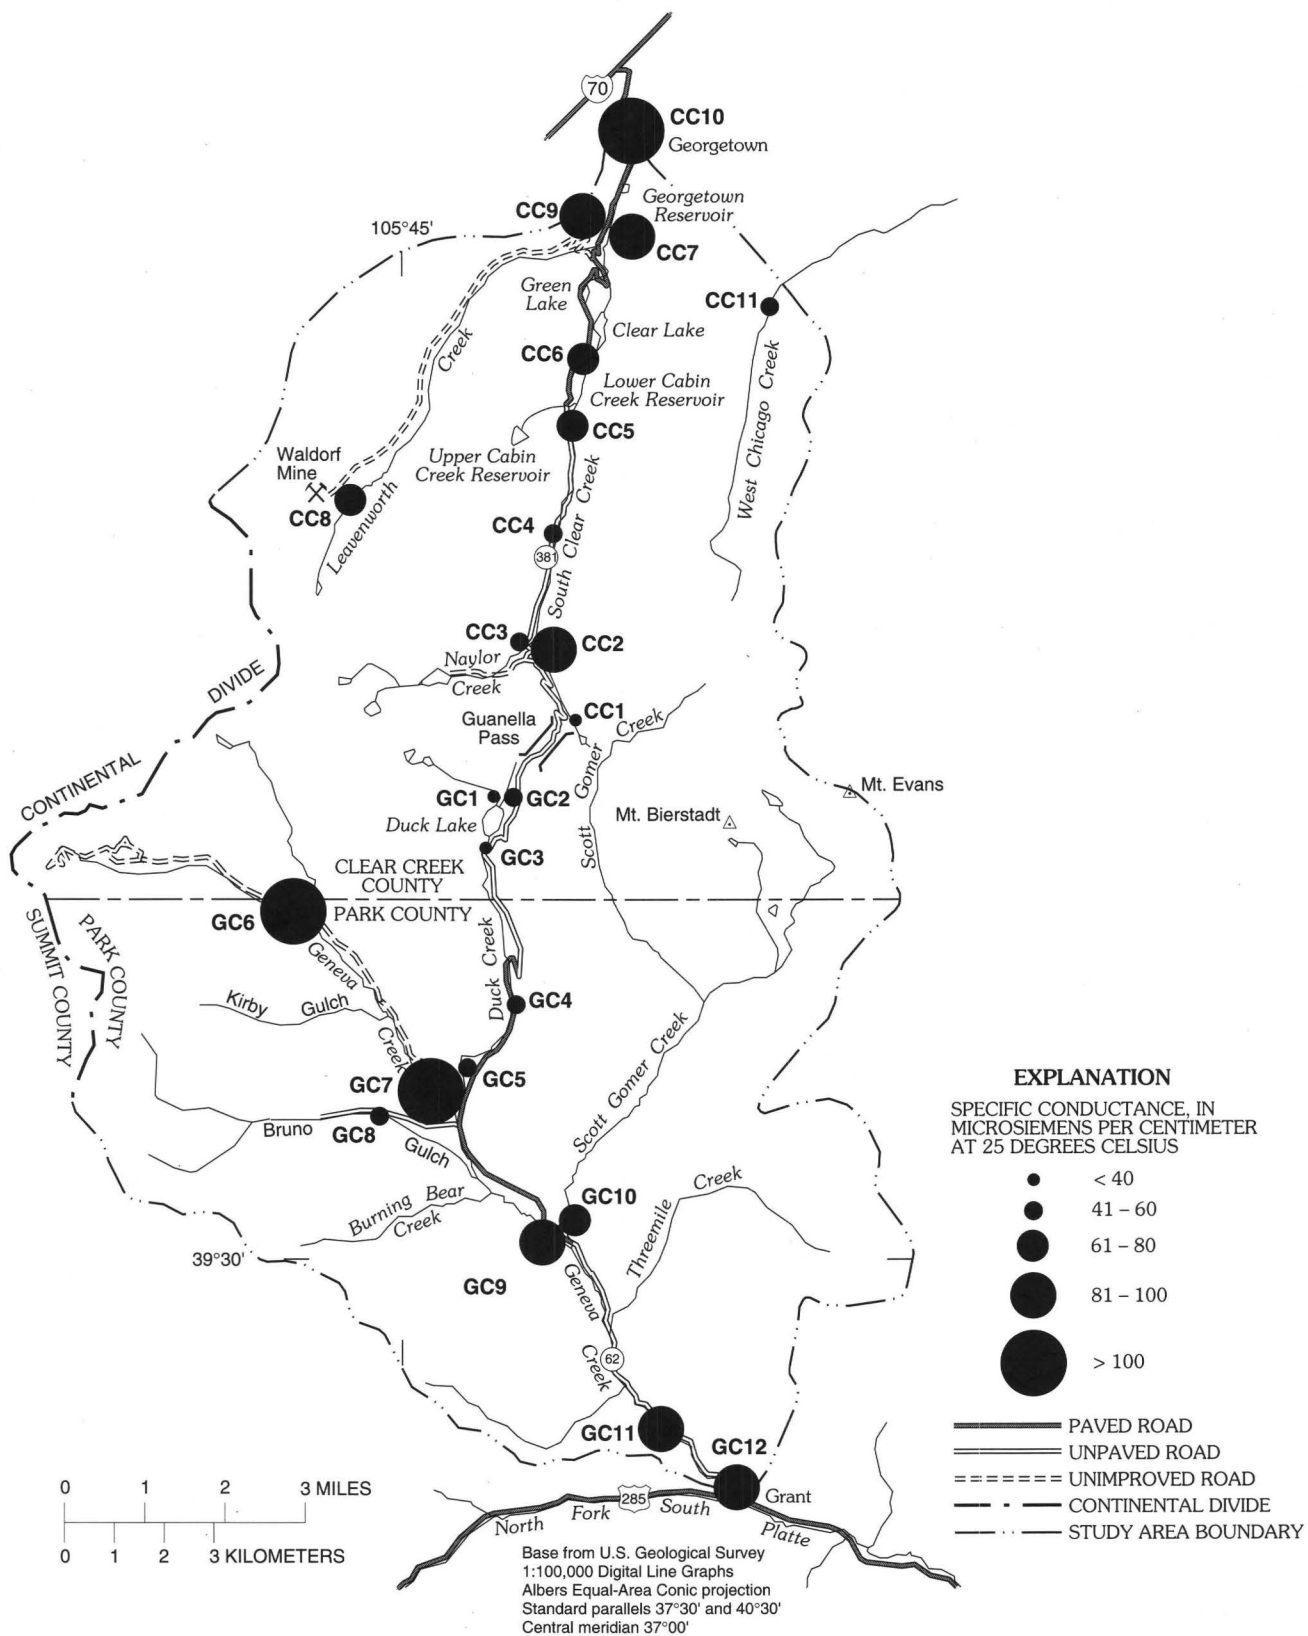 70
CC10
Georgetown
Georgetown
Reservoir
CC9
CC7
105°45'
Green
Lake
CC11
Clear Lake
Creek
CC6
Lower Cabin
Creek Reservoir
West Chicago Creek
CC5
Upper Cabin
Creek Reservoir
Waldorf
Mine
CC8
Leavenworth
CC4
381
South Clear Creek
CC3
CC2
Naylor
Creek
DIVIDE
CC1
Guanella
Pass
Scott Gomer Creek
CONTINENTAL
GC1
GC2
Mt. Evans
Mt. Bierstadt
Duck Lake
GC3
CLEAR CREEK
COUNTY
PARK COUNTY
GC6
SUMMIT COUNTY
PARK COUNTY
Geneva
Creek
Duck Creek
Kirby Gulch
GC4
Scott Gomer Creek
GC7
GC5
Bruno
GC8
Gulch
Burning Bear
Creek
GC10
Threemile Creek
39°30'
GC9
Geneva
Creek
62
GC11
GC12
Grant
285
North Fork South Platte
EXPLANATION
SPECIFIC CONDUCTANCE, IN
MICROSIEMENS PER CENTIMETER
AT 25 DEGREES CELSIUS
< 40
41 – 60
61 – 80
81 – 100
> 100
PAVED ROAD
UNPAVED ROAD
UNIMPROVED ROAD
CONTINENTAL DIVIDE
STUDY AREA BOUNDARY
0 1 2 3 MILES
0 1 2 3 KILOMETERS
Base from U.S. Geological Survey
1:100,000 Digital Line Graphs
Albers Equal-Area Conic projection
Standard parallels 37°30' and 40°30'
Central meridian 37°00'